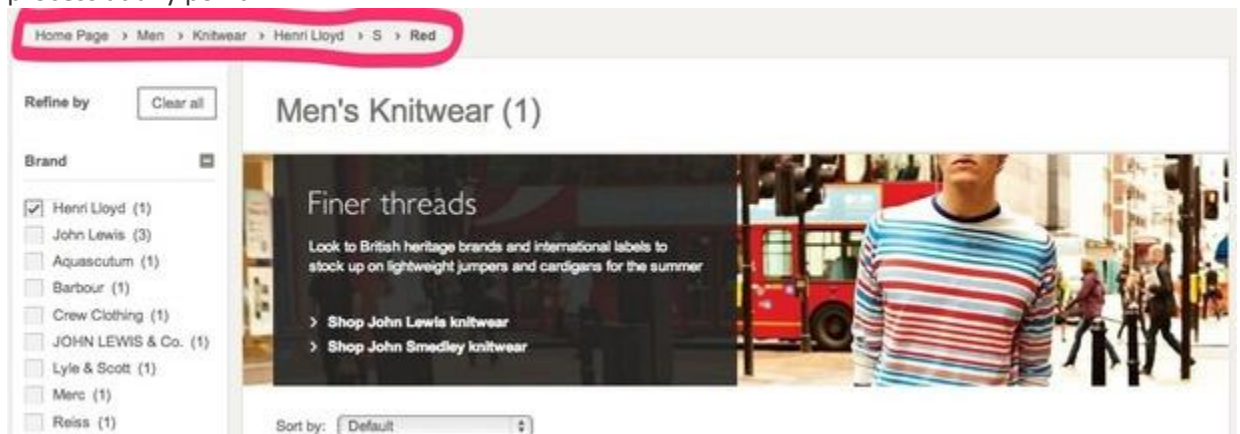 Home Page > Men > Knitwear > Henri Lloyd > S > Red
Refine by
Clear all
Men's Knitwear (1)
Brand
Henri Lloyd (1)
John Lewis (3)
Aquascutum (1)
Barbour (1)
Crew Clothing (1)
JOHN LEWIS & Co. (1)
Lyle & Scott (1)
Merc (1)
Reiss (1)
Finer threads
Look to British heritage brands and international labels to
stock up on lightweight jumpers and cardigans for the summer
> Shop John Lewis knitwear
> Shop John Smedley knitwear
Sort by: Default